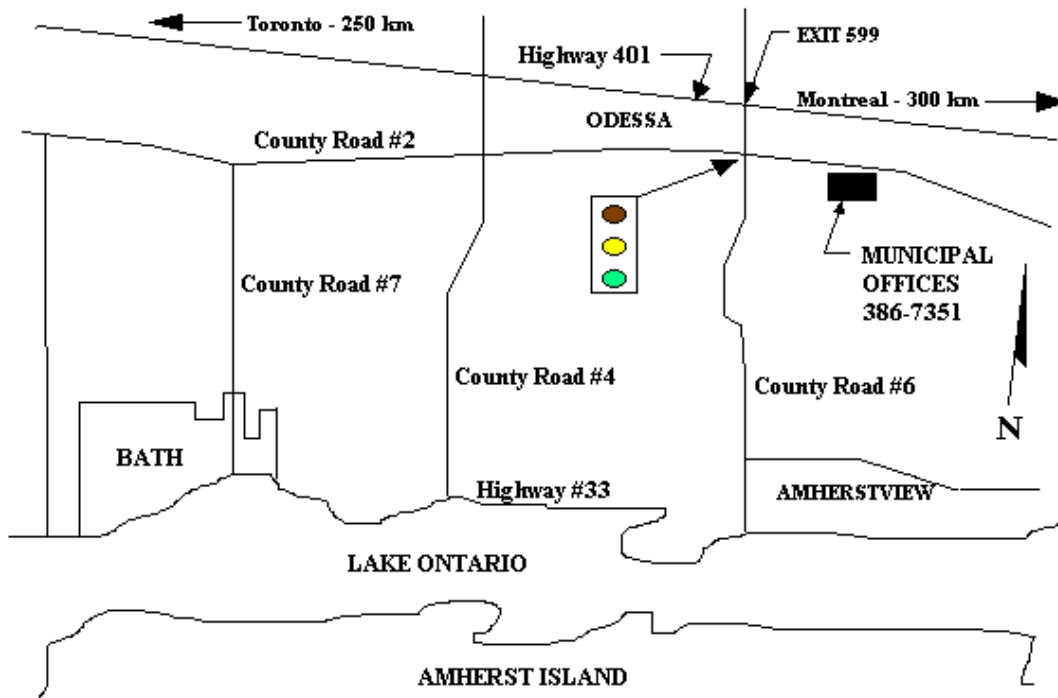 Toronto - 250 km
EXIT 599
Highway 401
Montreal - 300 km
ODESSA
County Road #2
MUNICIPAL
OFFICES
386-7351
County Road #7
County Road #4
County Road #6
N
BATH
Highway #33
AMHERSTVIEW
LAKE ONTARIO
AMHERST ISLAND